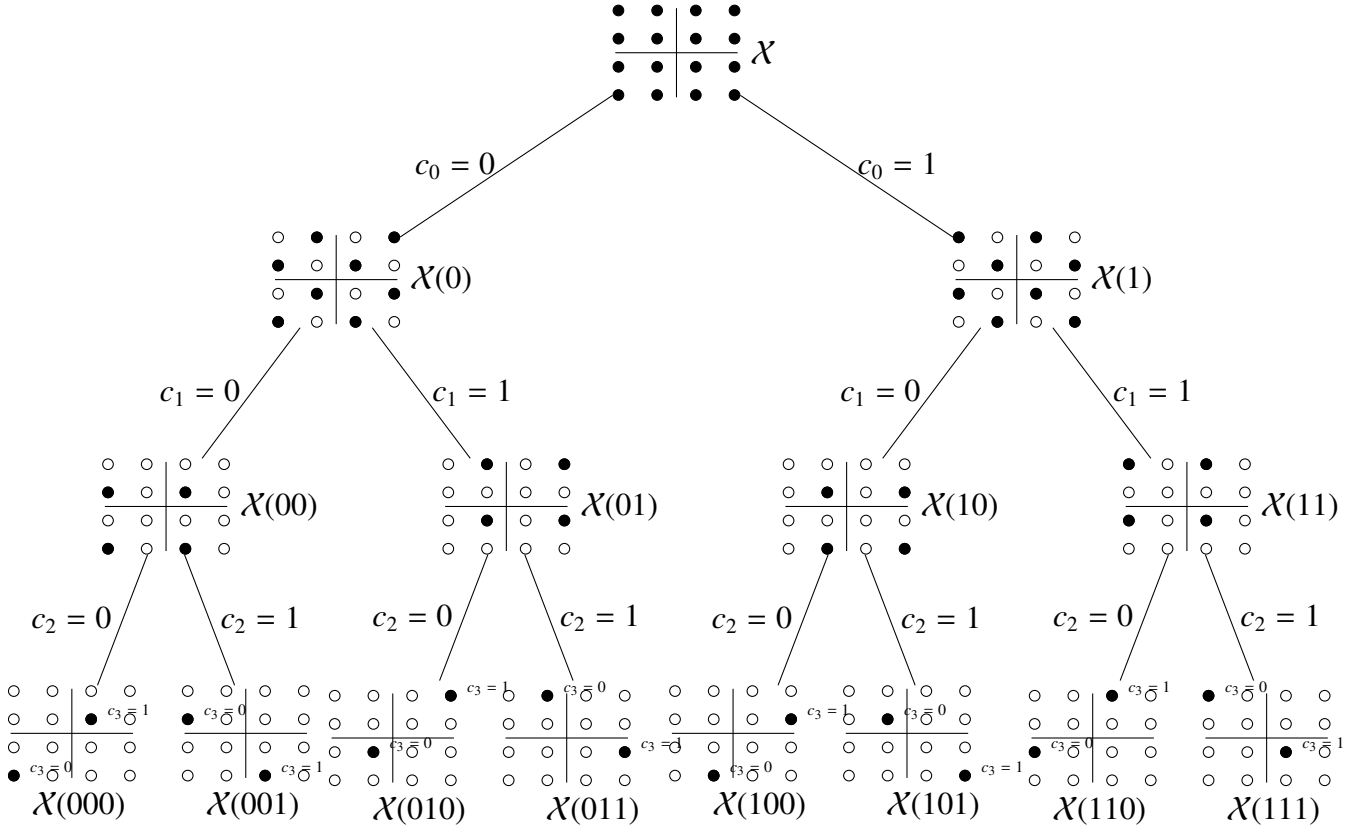 𝒳
c₀ = 0
c₀ = 1
𝒳(0)
𝒳(1)
c₁ = 0
c₁ = 1
c₁ = 0
c₁ = 1
𝒳(00)
𝒳(01)
𝒳(10)
𝒳(11)
c₂ = 0
c₂ = 1
c₂ = 0
c₂ = 1
c₂ = 0
c₂ = 1
c₂ = 0
c₂ = 1
c₃ = 1
c₃ = 0
c₃ = 0
c₃ = 1
c₃ = 1
c₃ = 0
c₃ = 0
c₃ = 1
c₃ = 1
c₃ = 0
c₃ = 0
c₃ = 1
c₃ = 1
c₃ = 0
c₃ = 0
c₃ = 1
𝒳(000)
𝒳(001)
𝒳(010)
𝒳(011)
𝒳(100)
𝒳(101)
𝒳(110)
𝒳(111)